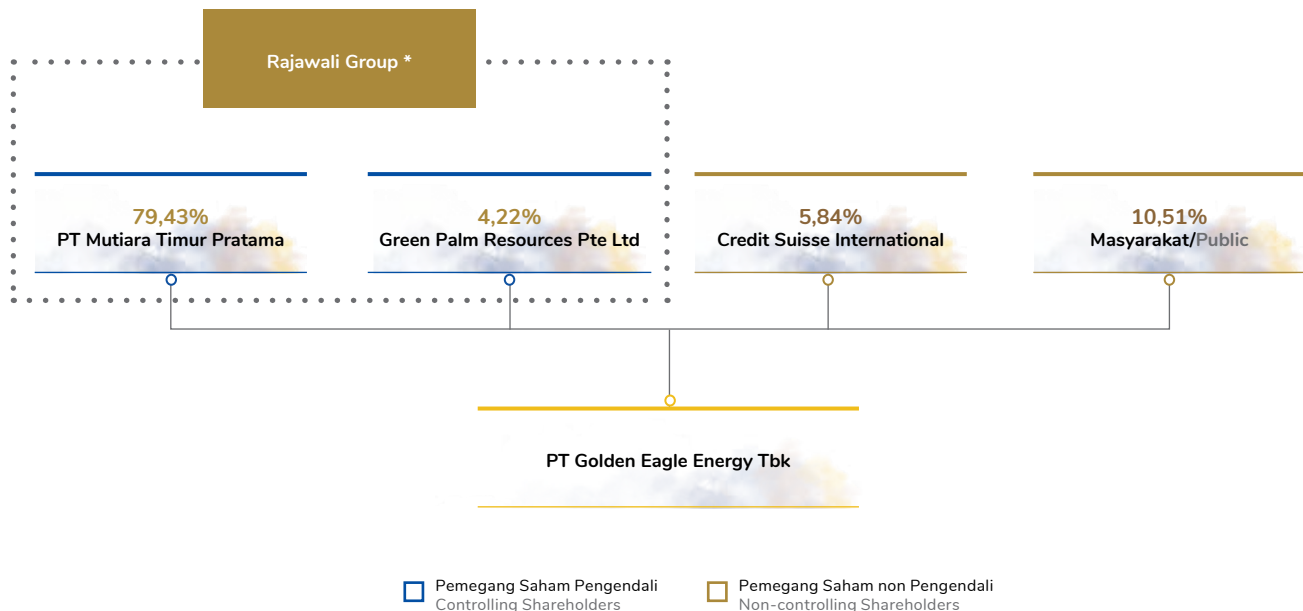 Rajawali Group *
79,43%
PT Mutiara Timur Pratama
4,22%
Green Palm Resources Pte Ltd
5,84%
Credit Suisse International
10,51%
Masyarakat/Public
PT Golden Eagle Energy Tbk
Pemegang Saham Pengendali
Controlling Shareholders
Pemegang Saham non Pengendali
Non-controlling Shareholders